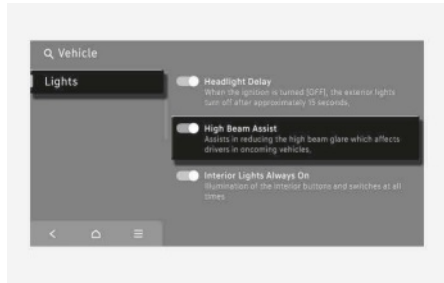 Vehicle
Lights
Headlight Delay
When the ignition is turned [OFF], the exterior lights
turn off after approximately 15 seconds.
High Beam Assist
Assists in reducing the high beam glare which affects
drivers in oncoming vehicles.
Interior Lights Always On
Illumination of the interior buttons and switches at all
times